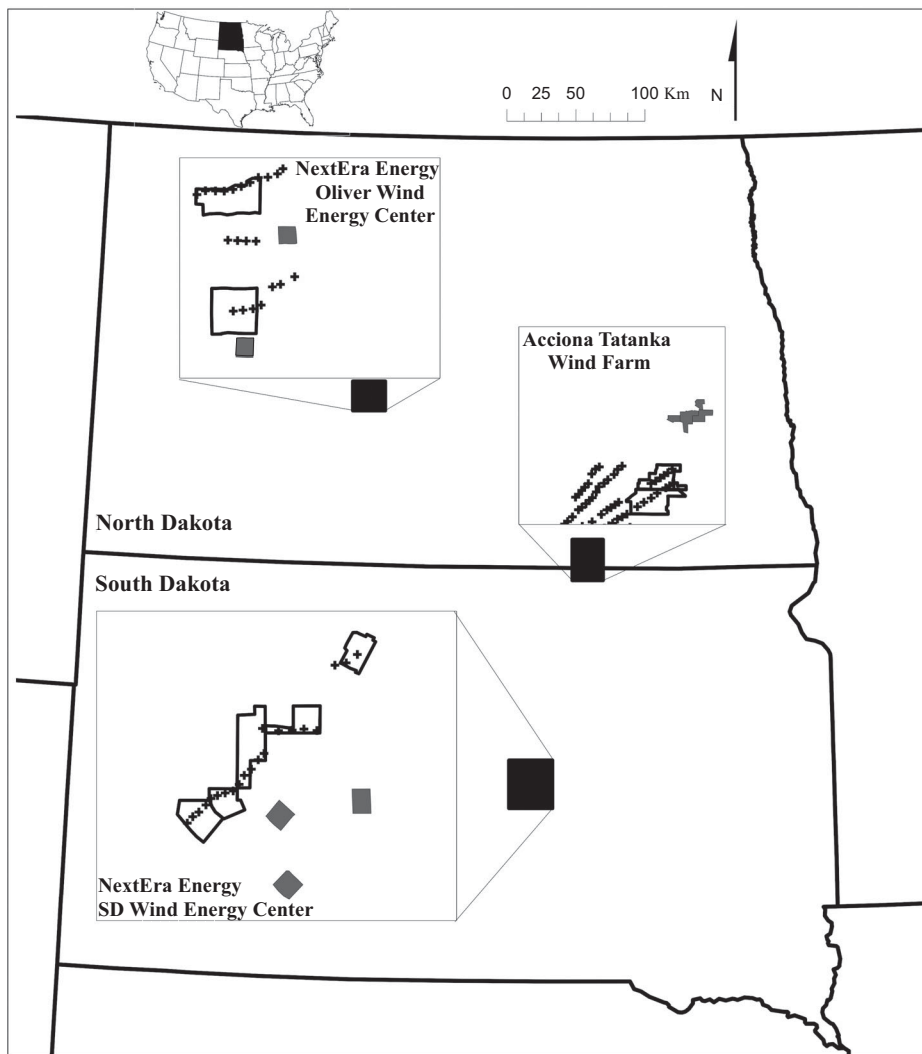 0 25 50 100 Km
N
NextEra Energy
Oliver Wind
Energy Center
Acciona Tatanka
Wind Farm
North Dakota
South Dakota
NextEra Energy
SD Wind Energy Center